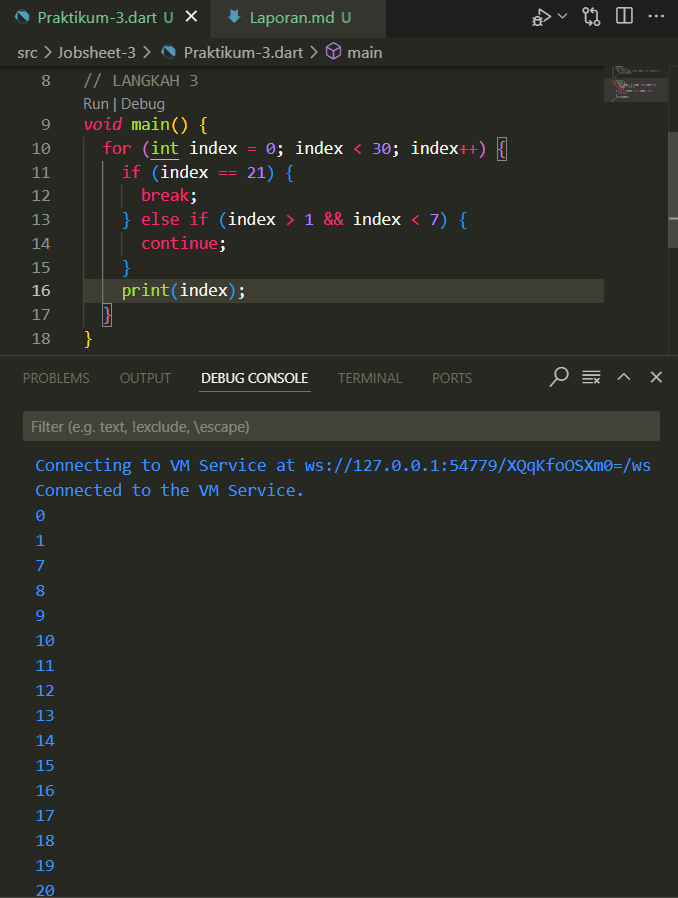 Praktikum-3.dart U
Laporan.md U
src > Jobsheet-3 > Praktikum-3.dart > main
8 // LANGKAH 3
Run | Debug
9 void main() {
10 for (int index = 0; index < 30; index++) {
11 if (index == 21) {
12 break;
13 } else if (index > 1 && index < 7) {
14 continue;
15 }
16 print(index);
17 }
18 }
PROBLEMS OUTPUT DEBUG CONSOLE TERMINAL PORTS
Filter (e.g. text, !exclude, \escape)
Connecting to VM Service at ws://127.0.0.1:54779/XQqKfoOSXm0=/ws
Connected to the VM Service.
0
1
7
8
9
10
11
12
13
14
15
16
17
18
19
20